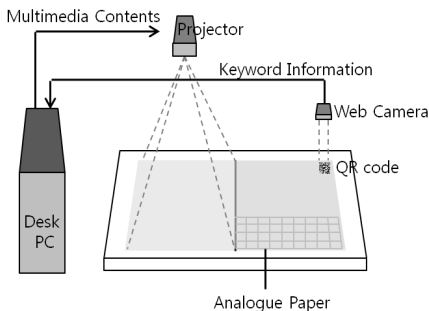 Multimedia Contents
Projector
Keyword Information
Web Camera
QR code
Desk
PC
Analogue Paper